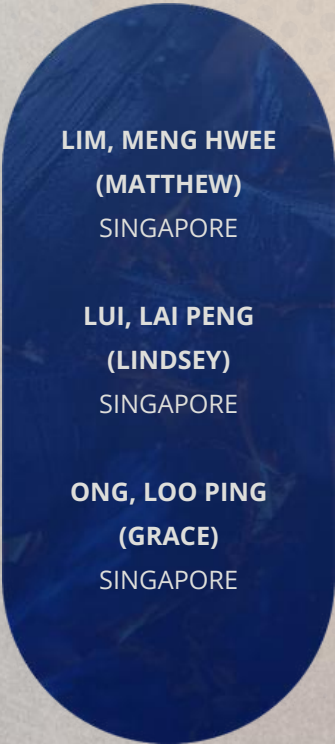 LIM, MENG HWEE
(MATTHEW)
SINGAPORE
LUI, LAI PENG
(LINDSEY)
SINGAPORE
ONG, LOO PING
(GRACE)
SINGAPORE